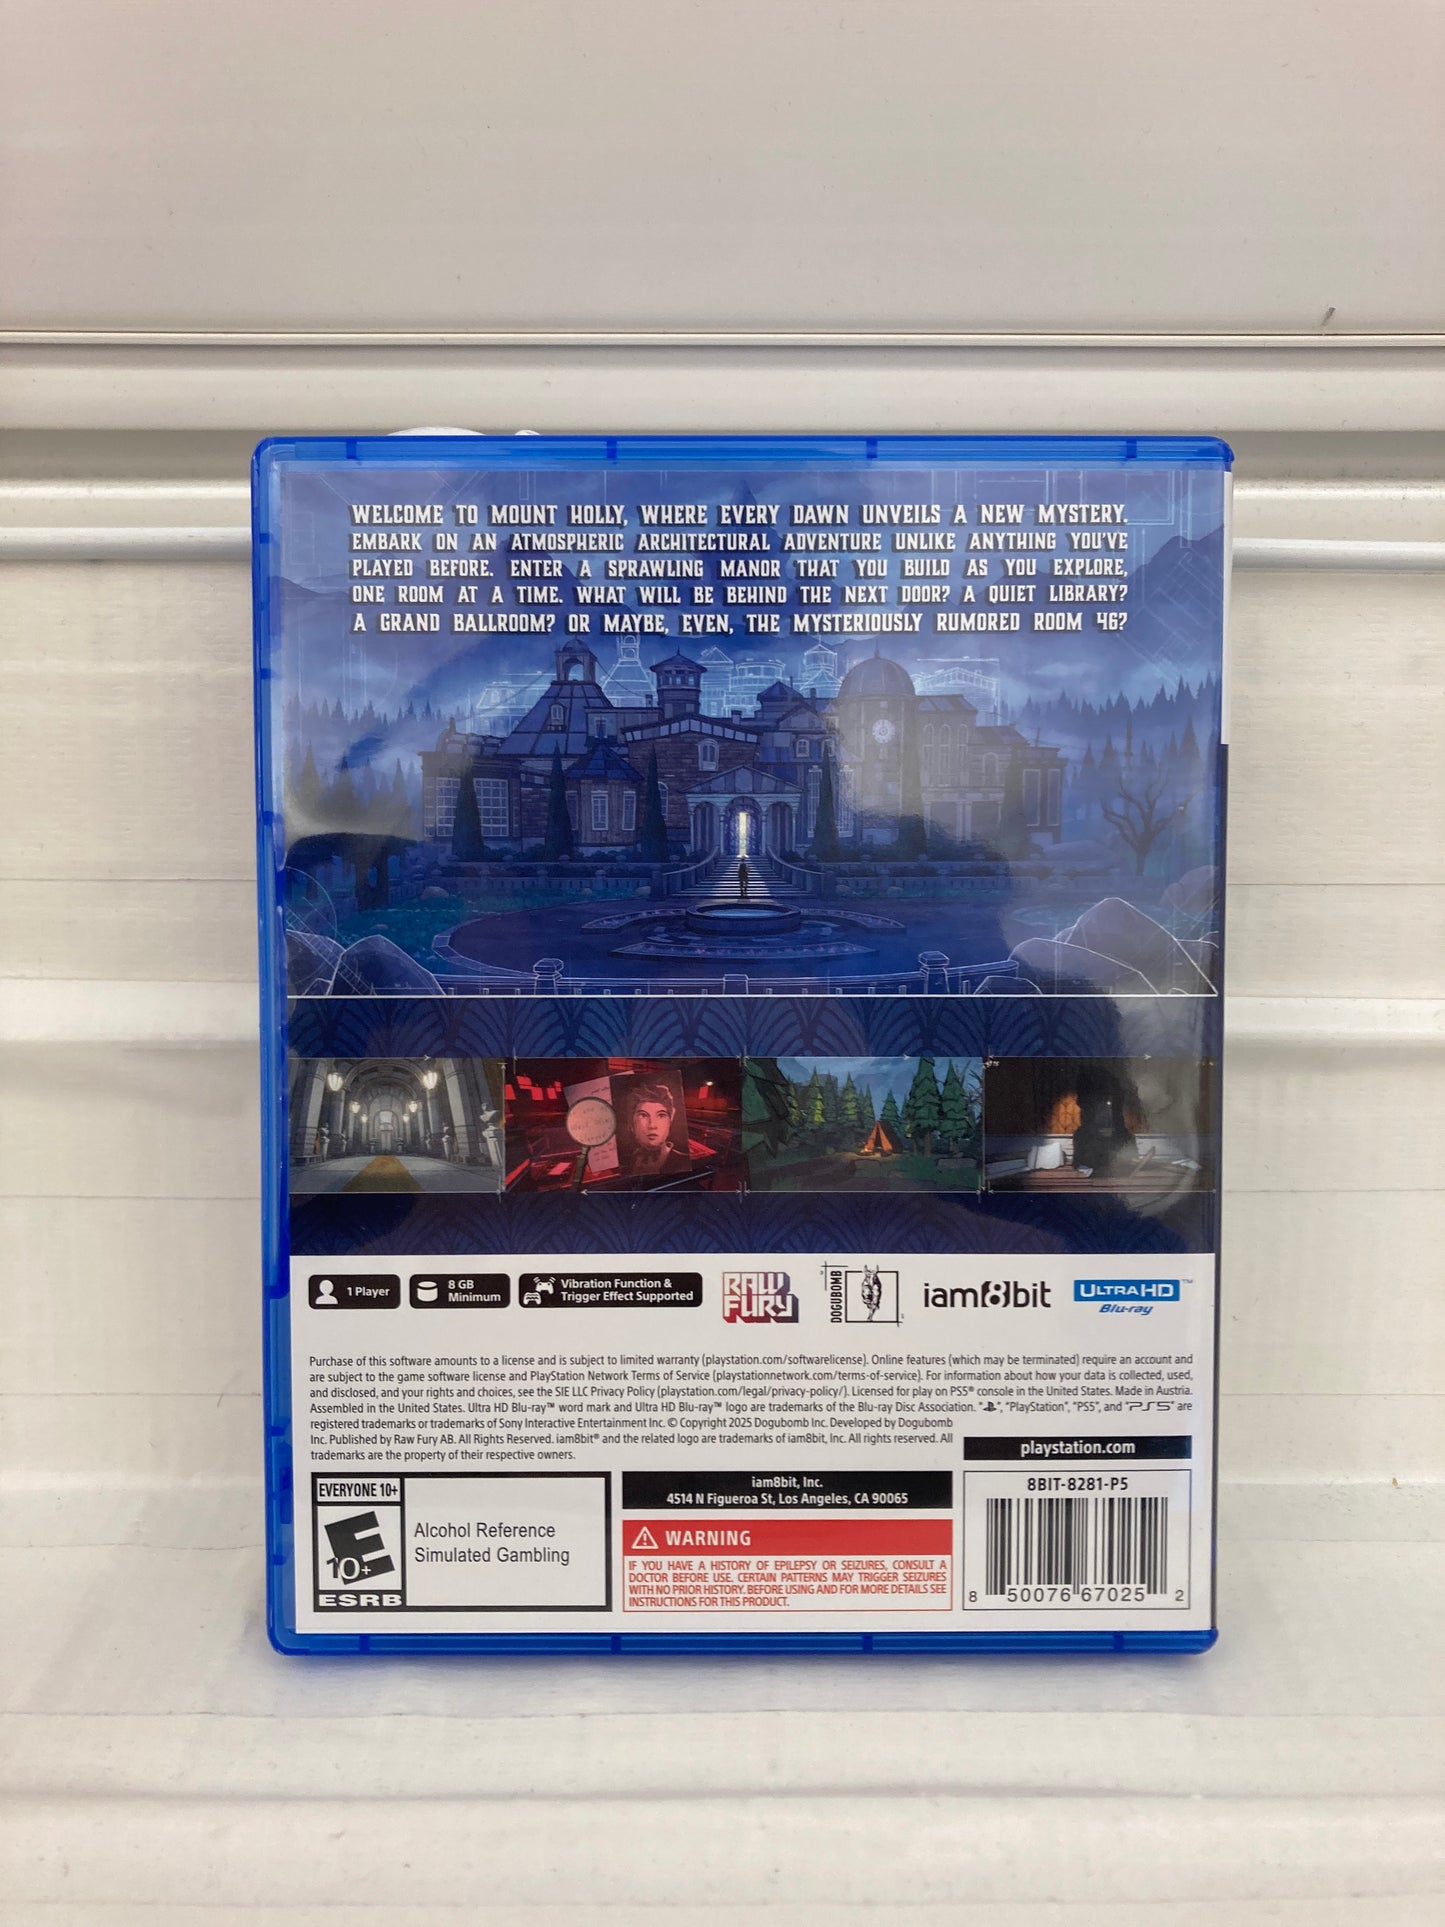 WELCOME TO MOUNT HOLLY, WHERE EVERY DAWN UNVEILS A NEW MYSTERY.
EMBARK ON AN ATMOSPHERIC ARCHITECTURAL ADVENTURE UNLIKE ANYTHING YOU'VE
PLAYED BEFORE. ENTER A SPRAWLING MANOR THAT YOU BUILD AS YOU EXPLORE,
ONE ROOM AT A TIME. WHAT WILL BE BEHIND THE NEXT DOOR? A QUIET LIBRARY?
A GRAND BALLROOM? OR MAYBE, EVEN, THE MYSTERIOUSLY RUMORED ROOM 46?
1 Player
8 GB
Minimum
Vibration Function &
Trigger Effect Supported
RAW
FURY
DOGUBOMB
iam8bit
ULTRA HD™
Blu-ray
Purchase of this software amounts to a license and is subject to limited warranty (playstation.com/softwarelicense). Online features (which may be terminated) require an account and
are subject to the game software license and PlayStation Network Terms of Service (playstationnetwork.com/terms-of-service). For information about how your data is collected, used,
and disclosed, and your rights and choices, see the SIE LLC Privacy Policy (playstation.com/legal/privacy-policy/). Licensed for play on PS5® console in the United States. Made in Austria.
Assembled in the United States. Ultra HD Blu-ray™ word mark and Ultra HD Blu-ray™ logo are trademarks of the Blu-ray Disc Association. " ", "PlayStation", "PS5", and "PS5" are
registered trademarks or trademarks of Sony Interactive Entertainment Inc. © Copyright 2025 Dogubomb Inc. Developed by Dogubomb
Inc. Published by Raw Fury AB. All Rights Reserved. iam8bit® and the related logo are trademarks of iam8bit, Inc. All rights reserved. All
trademarks are the property of their respective owners.
playstation.com
EVERYONE 10+
E
10+
ESRB
Alcohol Reference
Simulated Gambling
iam8bit, Inc.
4514 N Figueroa St, Los Angeles, CA 90065
WARNING
IF YOU HAVE A HISTORY OF EPILEPSY OR SEIZURES, CONSULT A
DOCTOR BEFORE USE. CERTAIN PATTERNS MAY TRIGGER SEIZURES
WITH NO PRIOR HISTORY. BEFORE USING AND FOR MORE DETAILS SEE
INSTRUCTIONS FOR THIS PRODUCT.
8BIT-8281-P5
8 50076 67025 2